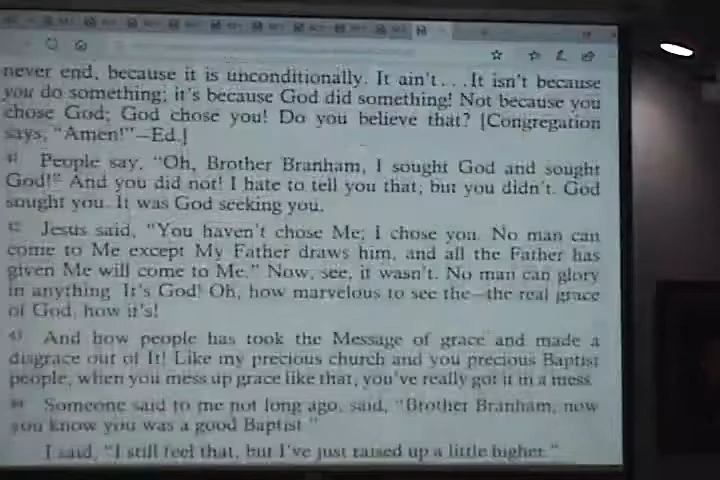 never end, because it is unconditionally. It ain't. . . It isn't because
you do something; it's because God did something! Not because you
chose God; God chose you! Do you believe that? [Congregation
says, "Amen!"—Ed.]
41 People say, "Oh, Brother Branham, I sought God and sought
God!" And you did not! I hate to tell you that, but you didn't. God
sought you. It was God seeking you.
42 Jesus said, "You haven't chose Me; I chose you. No man can
come to Me except My Father draws him, and all the Father has
given Me will come to Me." Now, see, it wasn't. No man can glory
in anything. It's God! Oh, how marvelous to see the—the real grace
of God, how it's!
43 And how people has took the Message of grace and made a
disgrace out of It! Like my precious church and you precious Baptist
people, when you mess up grace like that, you've really got it in a mess.
44 Someone said to me not long ago, said, "Brother Branham, now
you know you was a good Baptist."
I said, "I still feel that, but I've just raised up a little higher."